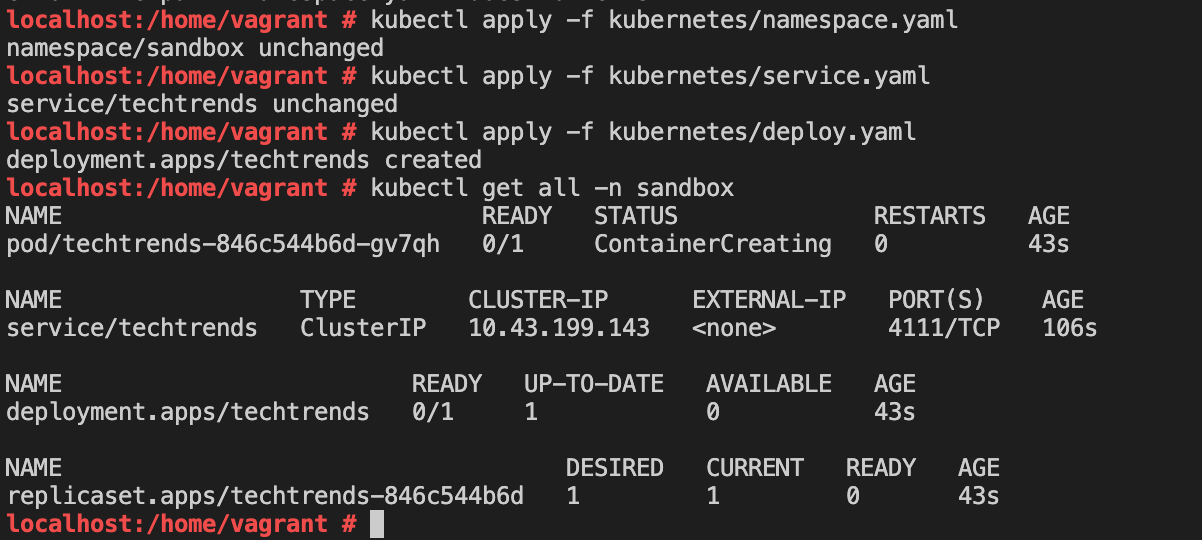 localhost:/home/vagrant # kubectl apply -f kubernetes/namespace.yaml
namespace/sandbox unchanged
localhost:/home/vagrant # kubectl apply -f kubernetes/service.yaml
service/techtrends unchanged
localhost:/home/vagrant # kubectl apply -f kubernetes/deploy.yaml
deployment.apps/techtrends created
localhost:/home/vagrant # kubectl get all -n sandbox
NAME READY STATUS RESTARTS AGE
pod/techtrends-846c544b6d-gv7qh 0/1 ContainerCreating 0 43s
NAME TYPE CLUSTER-IP EXTERNAL-IP PORT(S) AGE
service/techtrends ClusterIP 10.43.199.143 <none> 4111/TCP 106s
NAME READY UP-TO-DATE AVAILABLE AGE
deployment.apps/techtrends 0/1 1 0 43s
NAME DESIRED CURRENT READY AGE
replicaset.apps/techtrends-846c544b6d 1 1 0 43s
localhost:/home/vagrant #